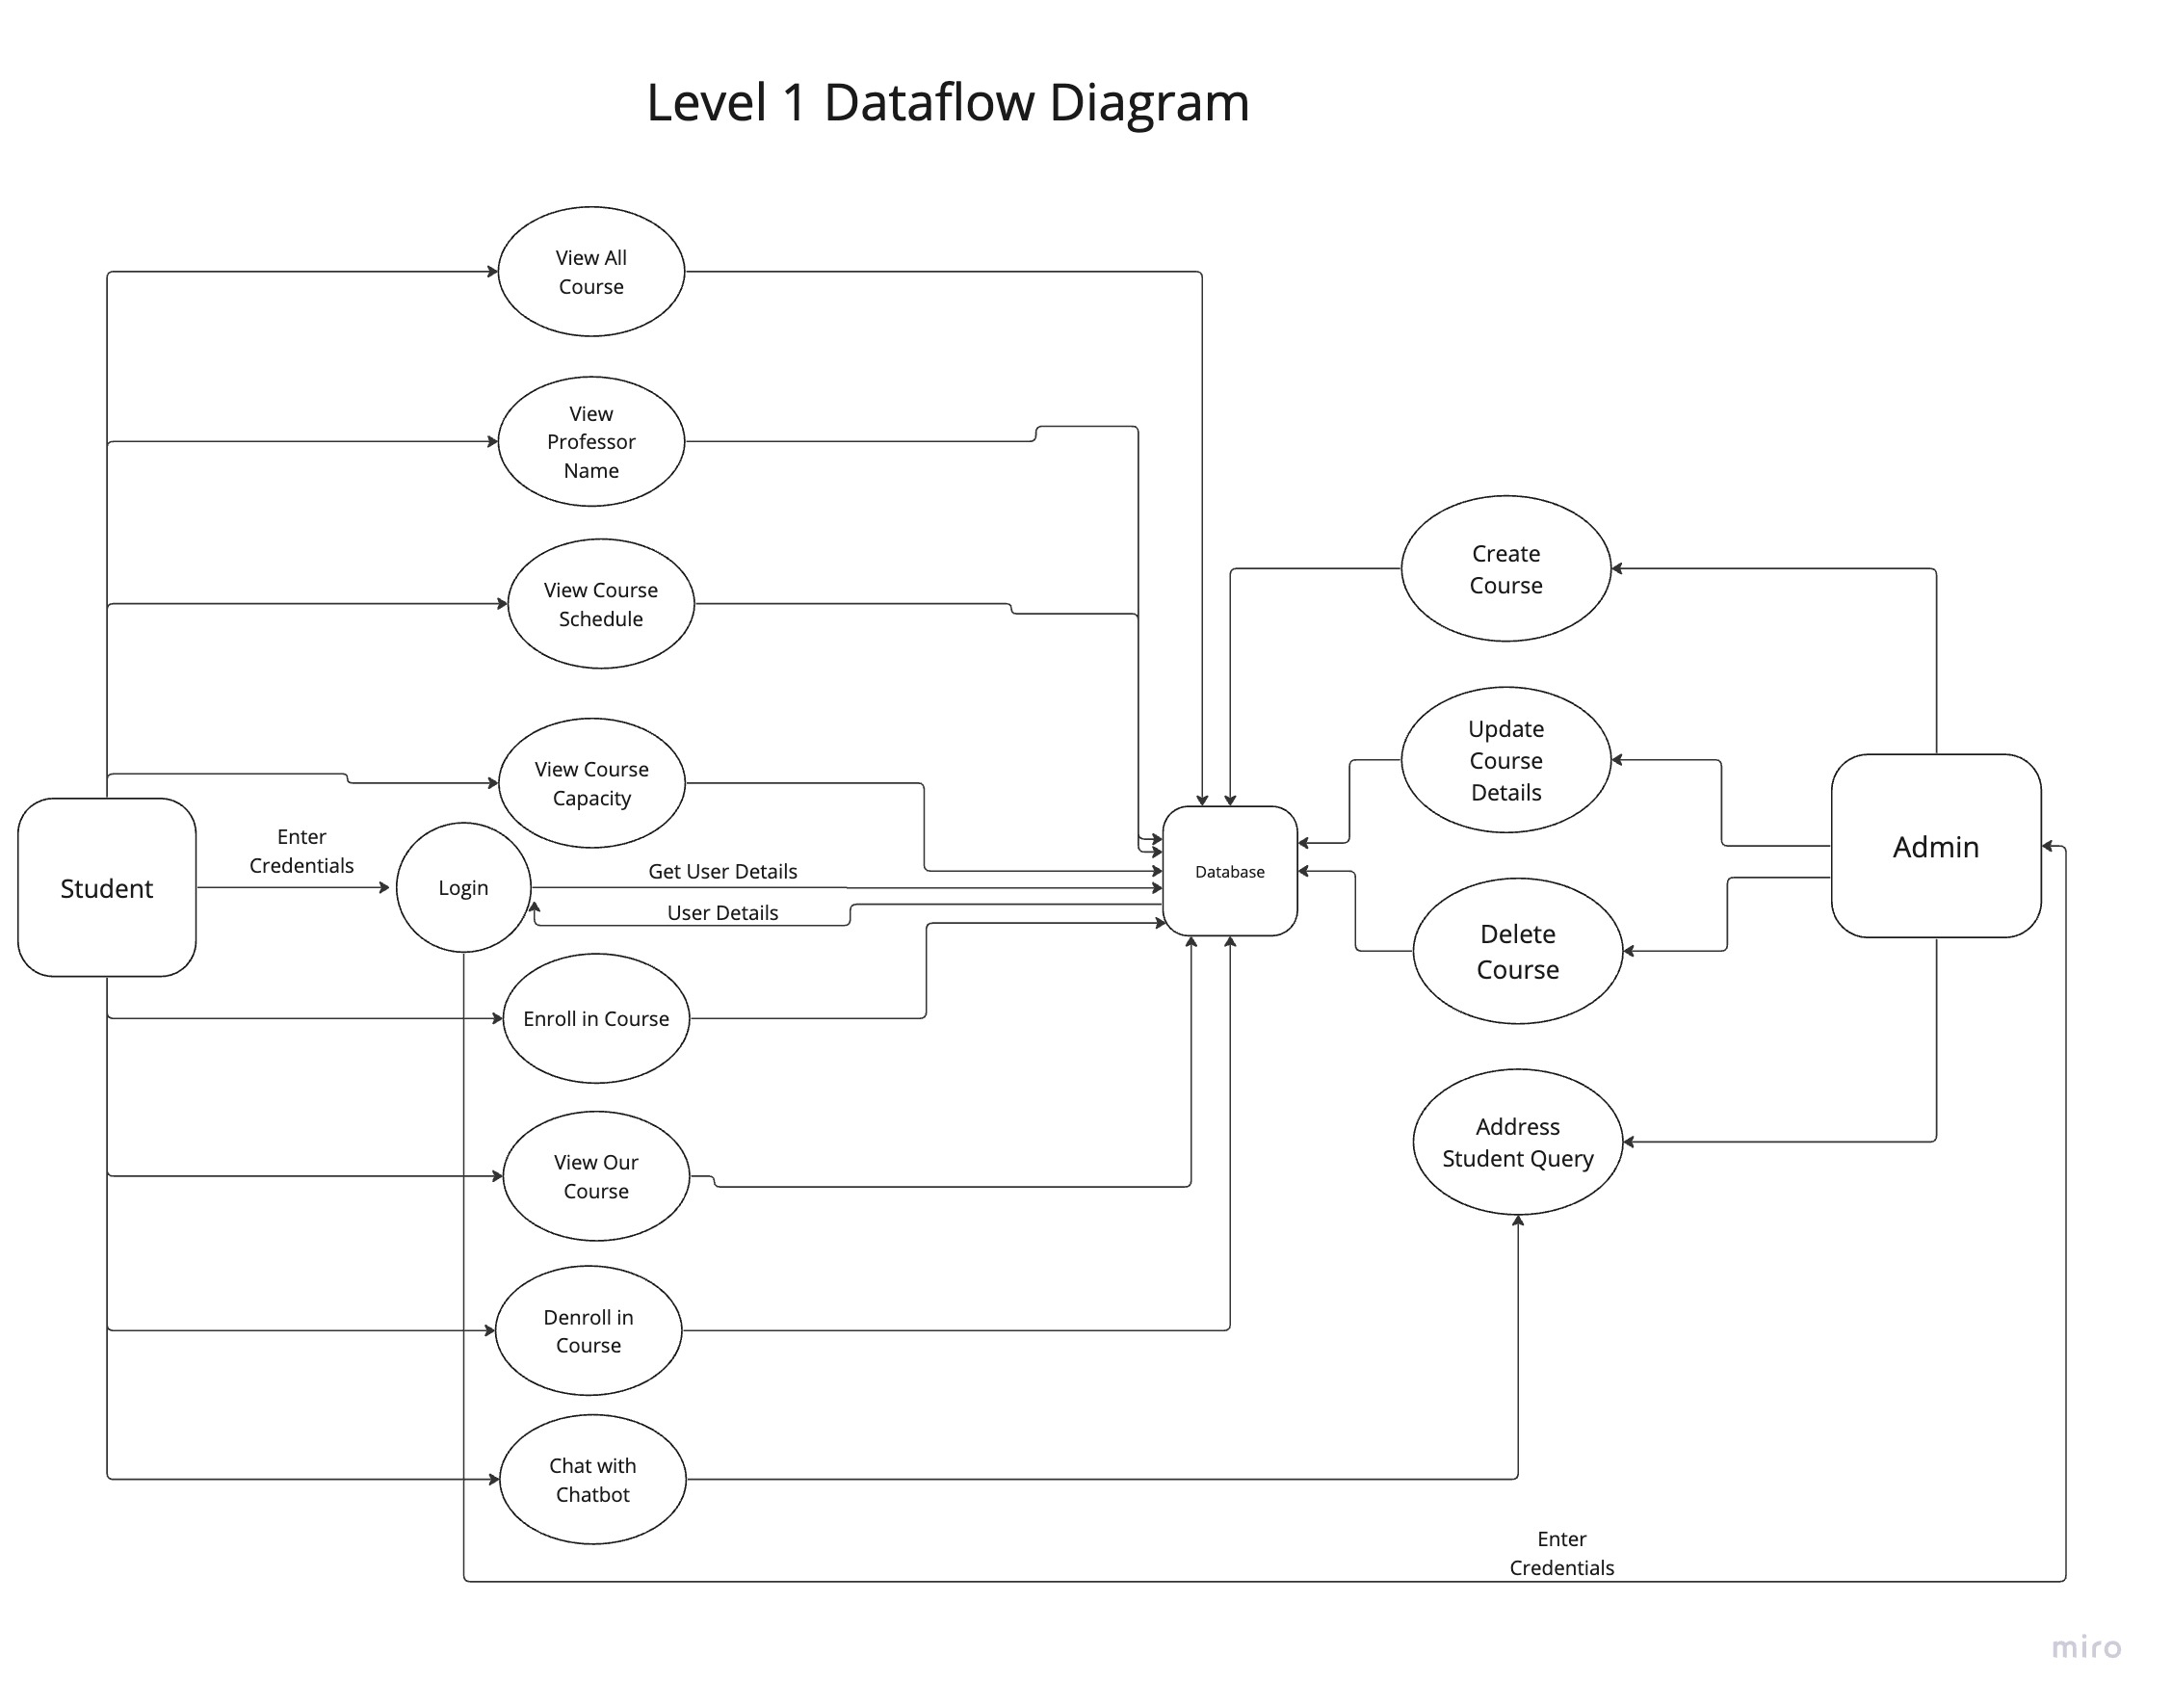 Level 1 Dataflow Diagram
View All
Course
View
Professor
Name
View Course
Schedule
View Course
Capacity
Student
Enter
Credentials
Login
Get User Details
User Details
Database
Enroll in Course
View Our
Course
Denroll in
Course
Chat with
Chatbot
Create
Course
Update
Course
Details
Delete
Course
Address
Student Query
Admin
Enter
Credentials
miro